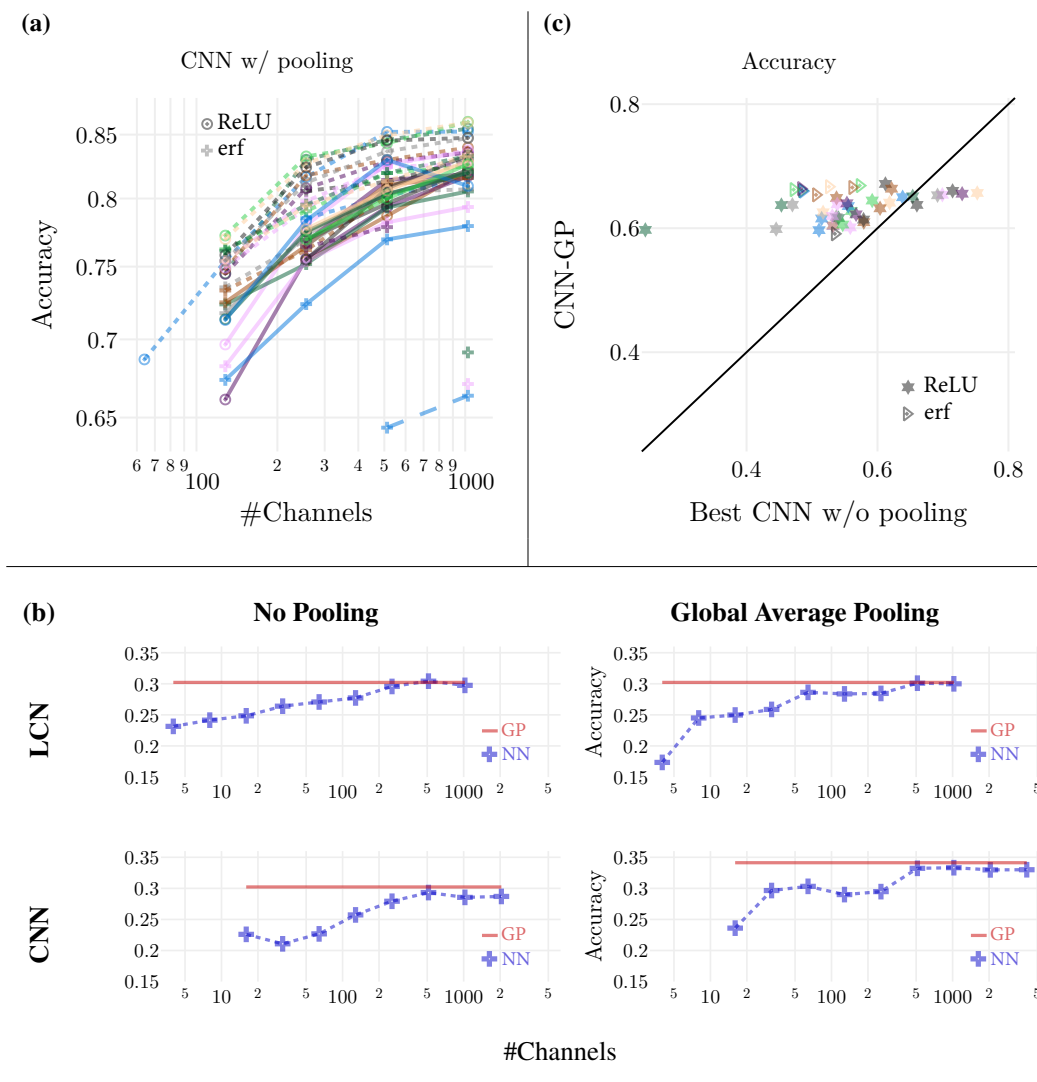 (a)
CNN w/ pooling
ReLU
erf
0.85
0.8
0.75
0.7
0.65
Accuracy
6 7 8 9 100 2 3 4 5 6 7 8 9 1000
#Channels
(c)
Accuracy
0.8
0.6
0.4
CNN-GP
ReLU
erf
0.4 0.6 0.8
Best CNN w/o pooling
(b)
No Pooling
Global Average Pooling
LCN
0.35
0.3
0.25
0.2
0.15
GP
NN
5 10 2 5 100 2 5 1000 2 5
Accuracy
0.35
0.3
0.25
0.2
0.15
GP
NN
5 10 2 5 100 2 5 1000 2 5
CNN
0.35
0.3
0.25
0.2
0.15
GP
NN
5 10 2 5 100 2 5 1000 2 5
Accuracy
0.35
0.3
0.25
0.2
0.15
GP
NN
5 10 2 5 100 2 5 1000 2 5
#Channels